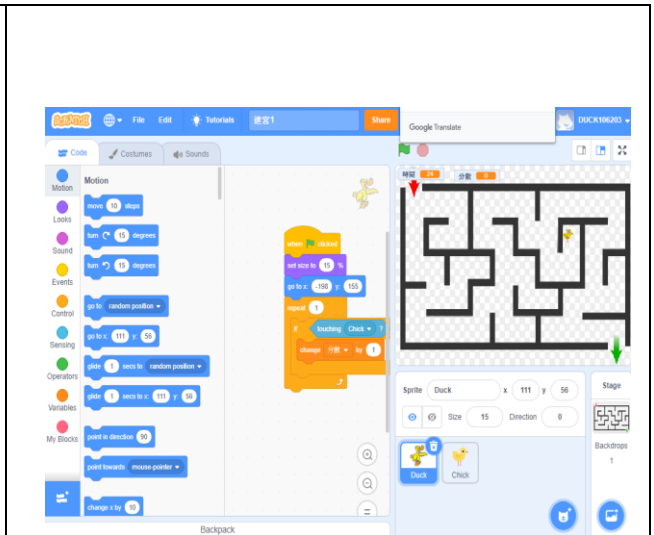 SCRATCH File Edit Tutorials 迷宮1 Share DUCK106203
Google Translate
Code Costumes Sounds
Motion
Looks
Sound
Events
Control
Sensing
Operators
Variables
My Blocks
Motion
move 10 steps
turn 15 degrees
turn 15 degrees
go to random position
go to x: 111 y: 56
glide 1 secs to random position
glide 1 secs to x: 111 y: 56
point in direction 90
point towards mouse-pointer
change x by 10
when clicked
set size to 15 %
go to x: -198 y: 155
repeat 1
if touching Chick ?
change 分數 by 1
Backpack
時間 24 分數 0
Sprite Duck x 111 y 56
Size 15 Direction 0
Duck Chick
Stage
Backdrops
1